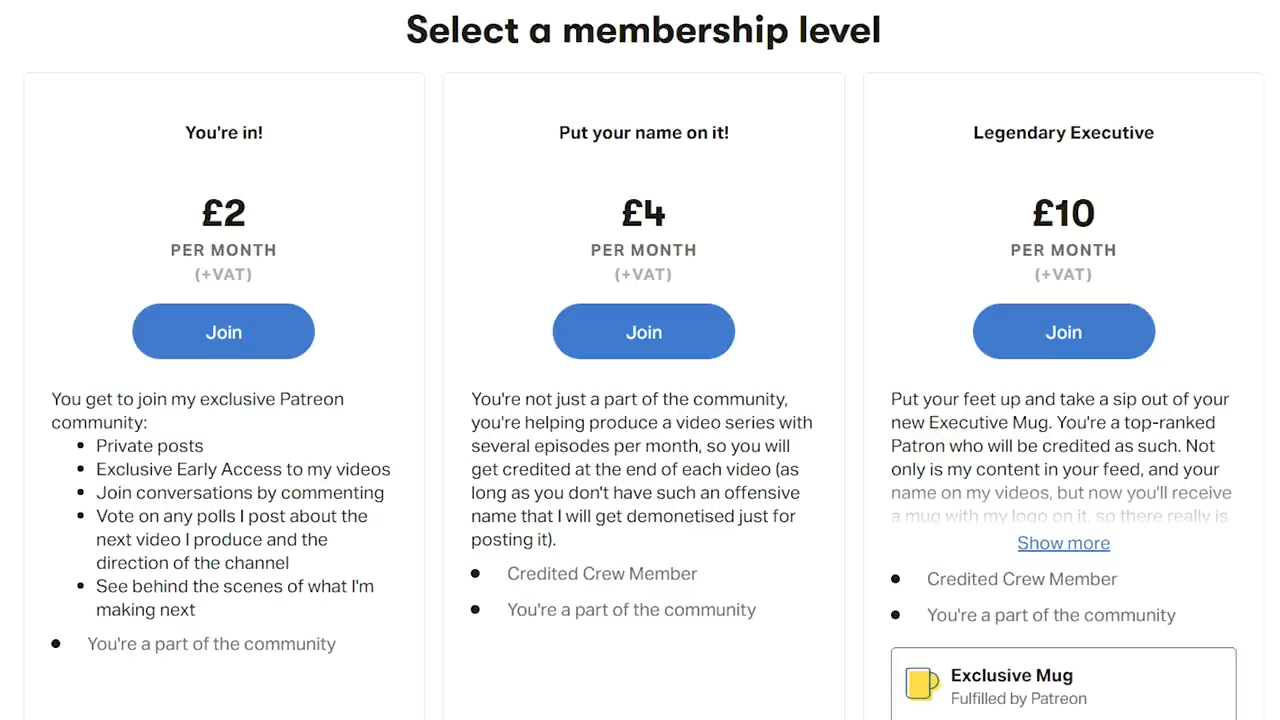 Select a membership level
You're in!
£2
PER MONTH
(+VAT)
Join
You get to join my exclusive Patreon
community:
• Private posts
• Exclusive Early Access to my videos
• Join conversations by commenting
• Vote on any polls I post about the
next video I produce and the
direction of the channel
• See behind the scenes of what I'm
making next
• You're a part of the community
Put your name on it!
£4
PER MONTH
(+VAT)
Join
You're not just a part of the community,
you're helping produce a video series with
several episodes per month, so you will
get credited at the end of each video (as
long as you don't have such an offensive
name that I will get demonetised just for
posting it).
• Credited Crew Member
• You're a part of the community
Legendary Executive
£10
PER MONTH
(+VAT)
Join
Put your feet up and take a sip out of your
new Executive Mug. You're a top-ranked
Patron who will be credited as such. Not
only is my content in your feed, and your
name on my videos, but now you'll receive
a mug with my logo on it, so there really is
Show more
• Credited Crew Member
• You're a part of the community
Exclusive Mug
Fulfilled by Patreon